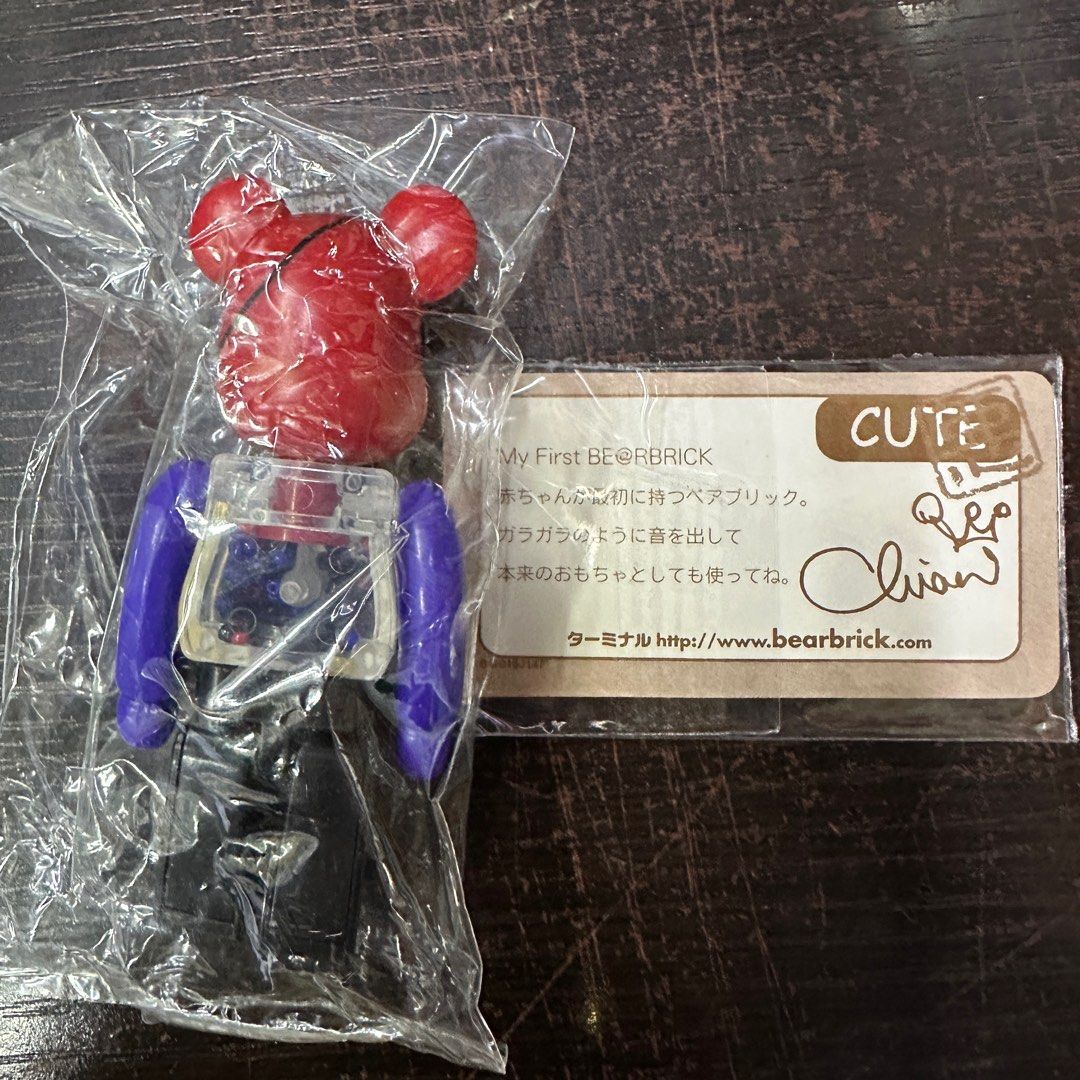 CUTE
My First BE@RBRICK
赤ちゃんが最初に持つベアブリック。
ガラガラのように音を出して
本来のおもちゃとしても使ってね。
ターミナル http://www.bearbrick.com